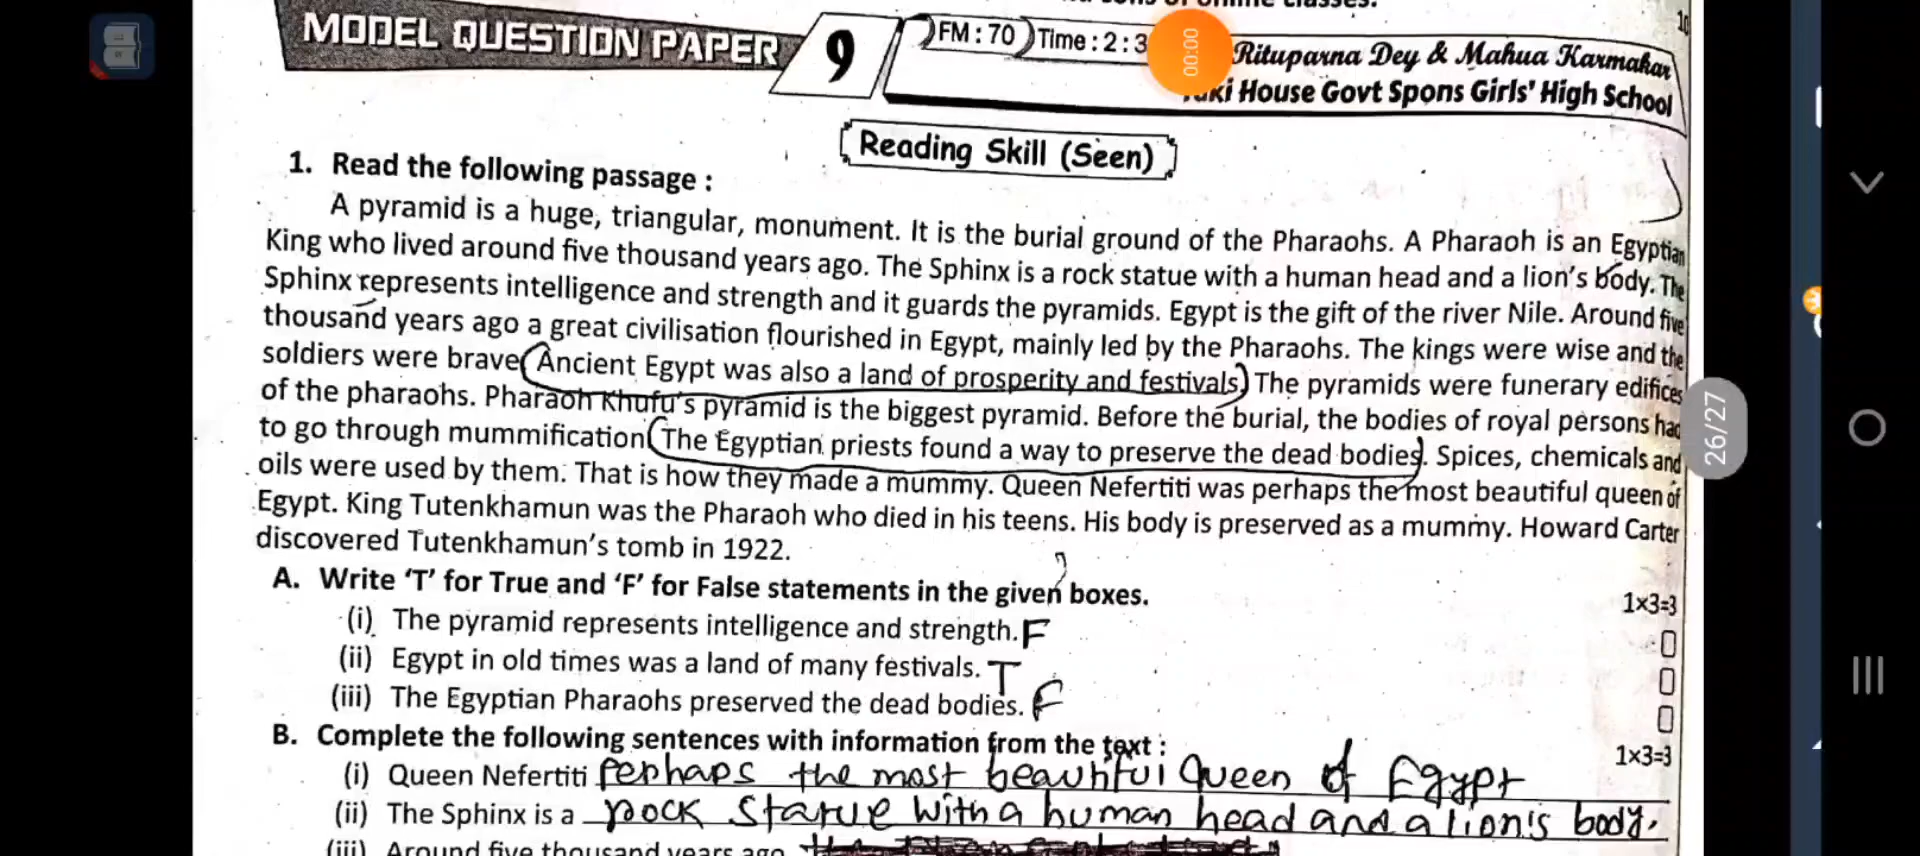 MODEL QUESTION PAPER 9
FM : 70 Time : 2 : 3
00:00
Rituparna Dey & Mahua Karmakar
House Govt Spons Girls' High School
Reading Skill (Seen)
1. Read the following passage :
A pyramid is a huge, triangular, monument. It is the burial ground of the Pharaohs. A Pharaoh is an Egyptian
King who lived around five thousand years ago. The Sphinx is a rock statue with a human head and a lion's body. The
Sphinx represents intelligence and strength and it guards the pyramids. Egypt is the gift of the river Nile. Around five
thousand years ago a great civilisation flourished in Egypt, mainly led by the Pharaohs. The kings were wise and the
soldiers were brave. Ancient Egypt was also a land of prosperity and festivals. The pyramids were funerary edifices
of the pharaohs. Pharaoh Khufu's pyramid is the biggest pyramid. Before the burial, the bodies of royal persons had
to go through mummification. The Egyptian priests found a way to preserve the dead bodies. Spices, chemicals and
oils were used by them. That is how they made a mummy. Queen Nefertiti was perhaps the most beautiful queen of
Egypt. King Tutenkhamun was the Pharaoh who died in his teens. His body is preserved as a mummy. Howard Carter
discovered Tutenkhamun's tomb in 1922.
A. Write 'T' for True and 'F' for False statements in the given boxes. 1×3=3
(i) The pyramid represents intelligence and strength. F
(ii) Egypt in old times was a land of many festivals. T
(iii) The Egyptian Pharaohs preserved the dead bodies. F
B. Complete the following sentences with information from the text : 1×3=3
(i) Queen Nefertiti perhaps the most beautiful Queen of Egypt
(ii) The Sphinx is a rock statue with a human head and a lion's body.
(iii) Around five thousand years ago
26/27